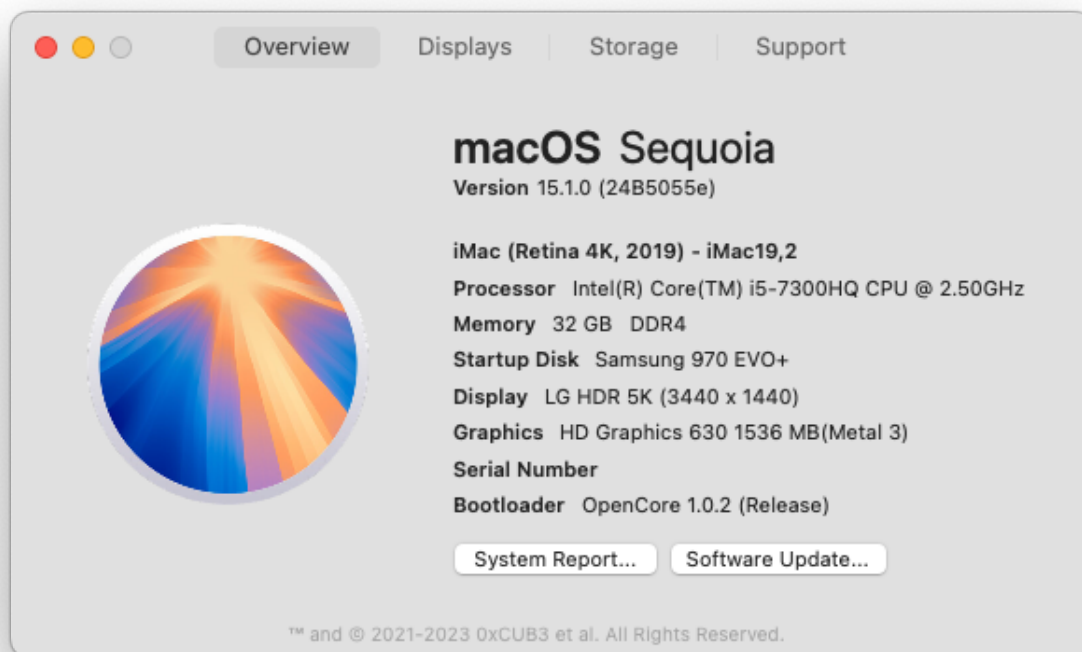 Overview Displays Storage Support
macOS Sequoia
Version 15.1.0 (24B5055e)
iMac (Retina 4K, 2019) - iMac19,2
Processor Intel(R) Core(TM) i5-7300HQ CPU @ 2.50GHz
Memory 32 GB DDR4
Startup Disk Samsung 970 EVO+
Display LG HDR 5K (3440 x 1440)
Graphics HD Graphics 630 1536 MB(Metal 3)
Serial Number
Bootloader OpenCore 1.0.2 (Release)
System Report... Software Update...
™ and © 2021-2023 0xCUB3 et al. All Rights Reserved.